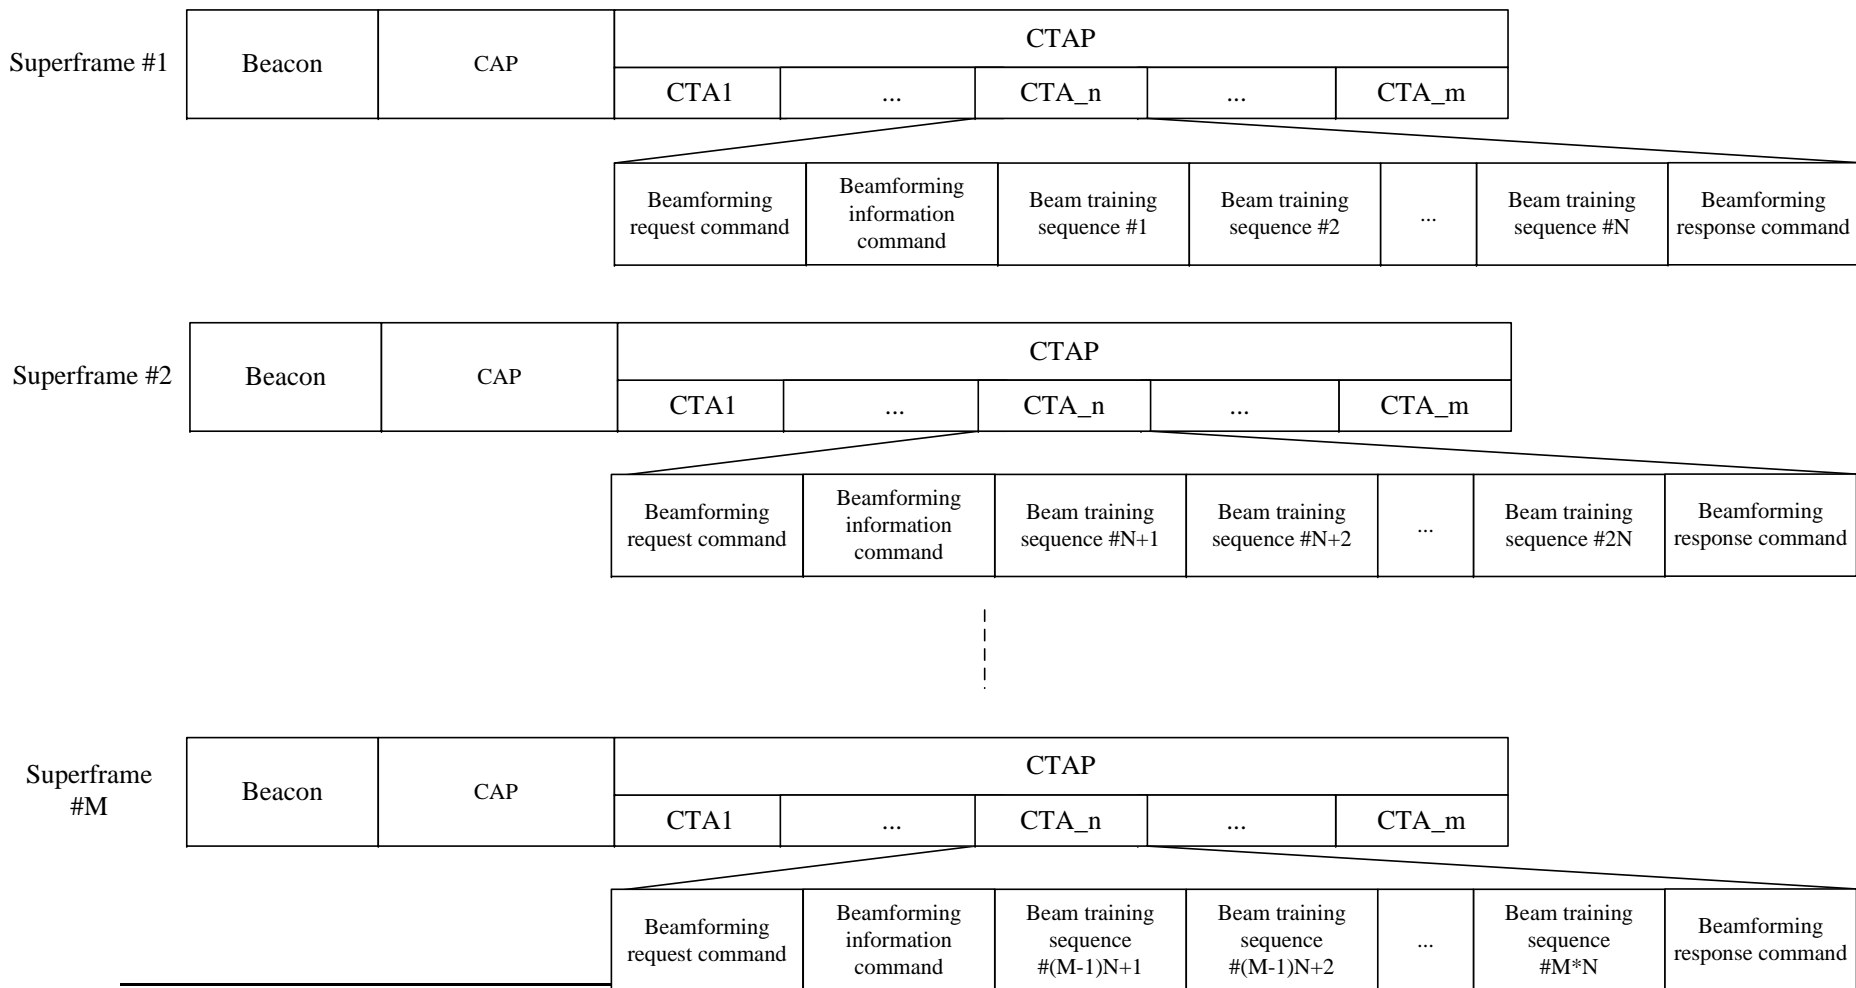 CTAP
Superframe #1
Beacon
CAP
CTA1
...
CTA_n
...
CTA_m
Beamforming
request command
Beamforming
information
command
Beam training
sequence #1
Beam training
sequence #2
...
Beam training
sequence #N
Beamforming
response command
CTAP
Superframe #2
Beacon
CAP
CTA1
...
CTA_n
...
CTA_m
Beamforming
request command
Beamforming
information
command
Beam training
sequence #N+1
Beam training
sequence #N+2
...
Beam training
sequence #2N
Beamforming
response command
CTAP
Superframe
#M
Beacon
CAP
CTA1
...
CTA_n
...
CTA_m
Beamforming
request command
Beamforming
information
command
Beam training
sequence
#(M-1)N+1
Beam training
sequence
#(M-1)N+2
...
Beam training
sequence
#M*N
Beamforming
response command